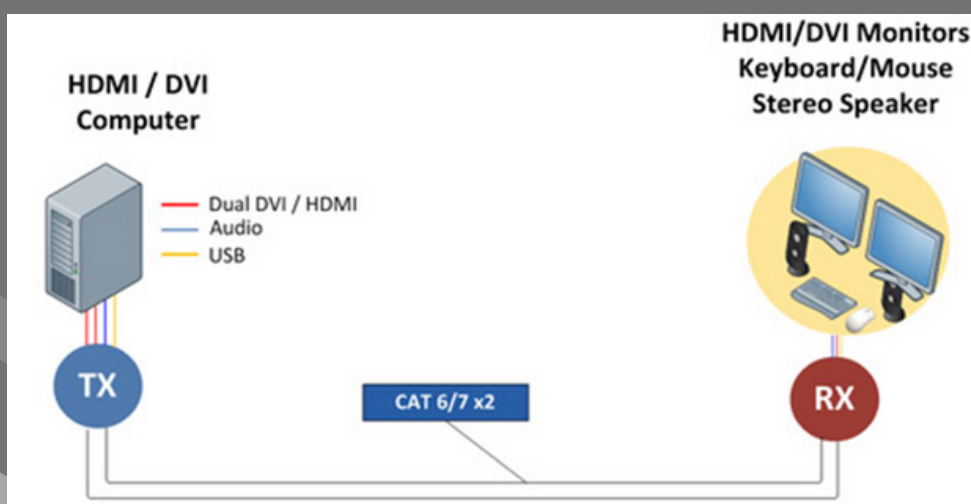 HDMI / DVI
Computer
HDMI/DVI Monitors
Keyboard/Mouse
Stereo Speaker
Dual DVI / HDMI
Audio
USB
TX
CAT 6/7 x2
RX